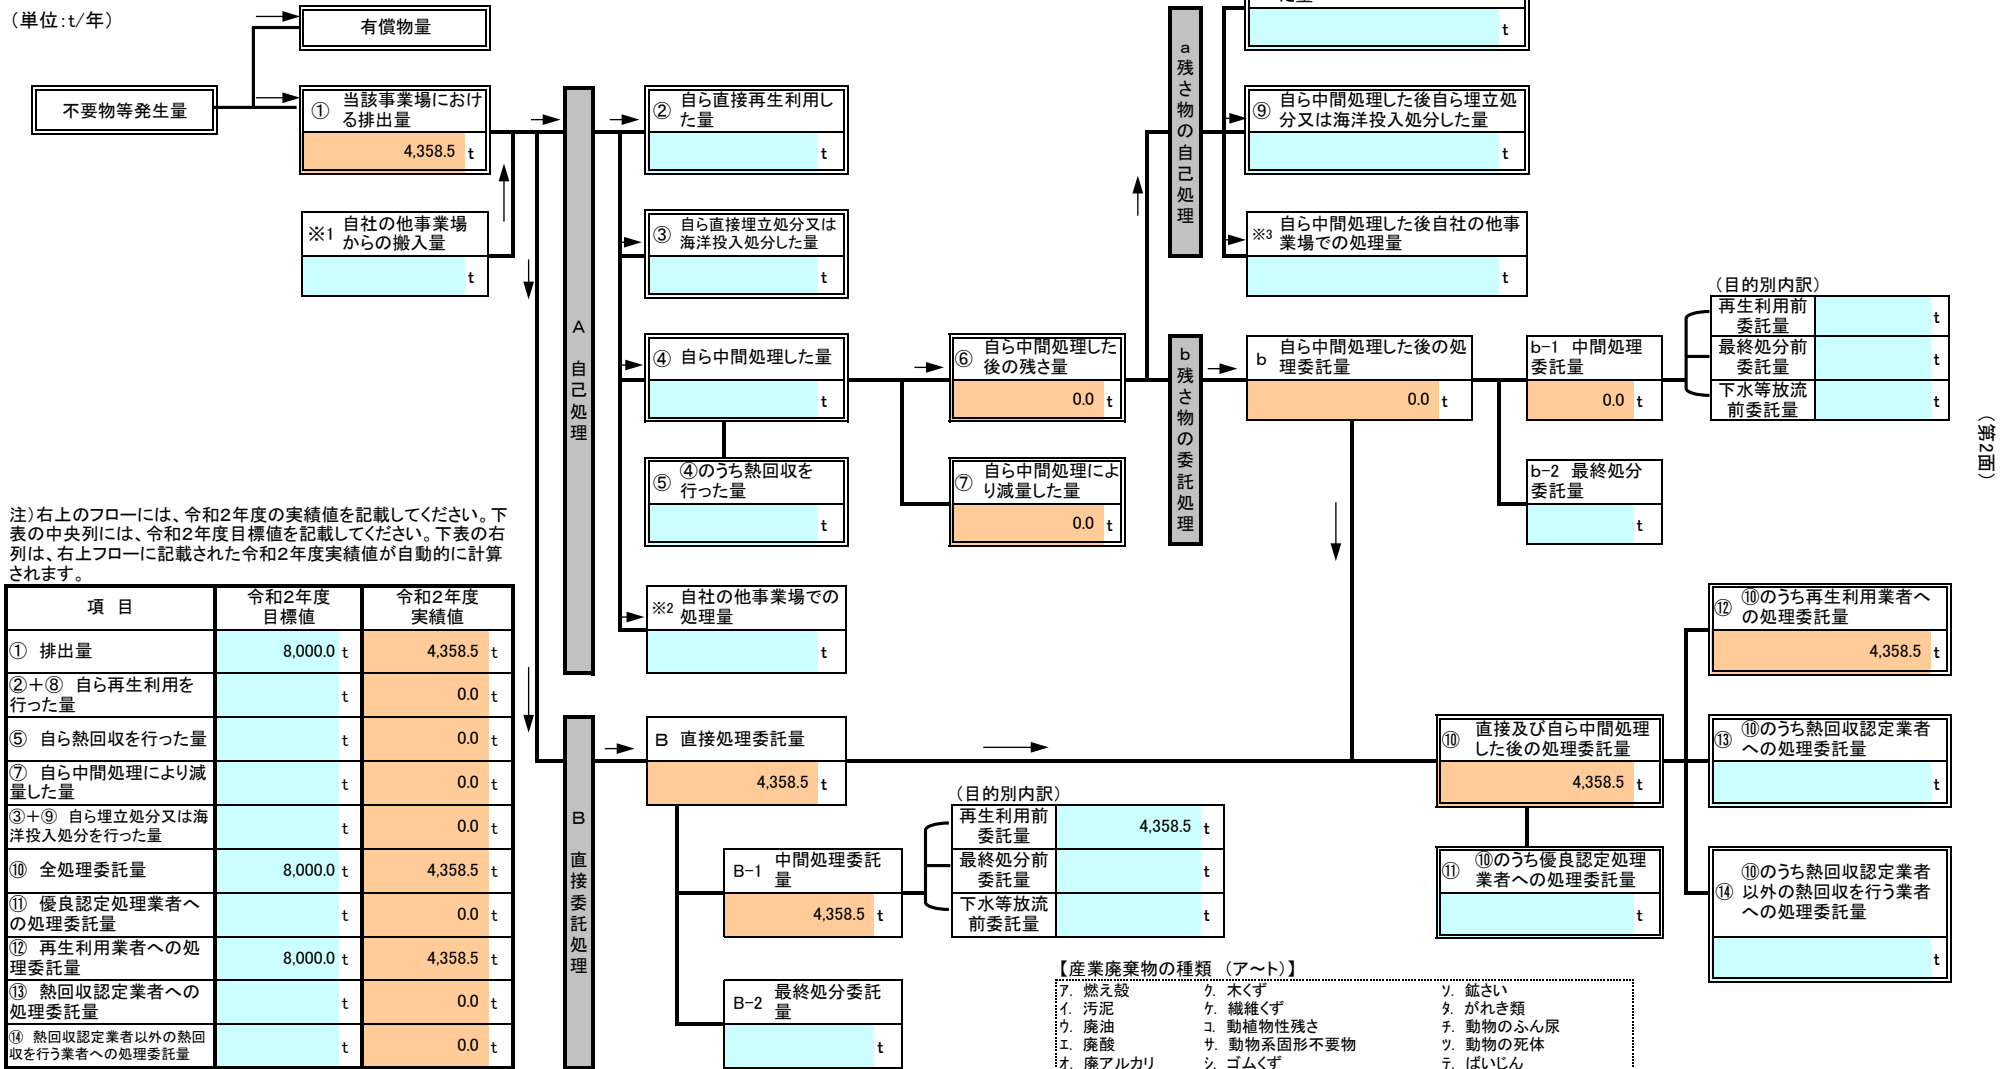 (単位:t/年)
有償物量
不要物等発生量
① 当該事業場におけ
る排出量
4,358.5 t
※1 自社の他事業場
からの搬入量
t
A 自己処理
② 自ら直接再生利用し
た量
t
③ 自ら直接埋立処分又は
海洋投入処分した量
t
④ 自ら中間処理した量
t
⑤ ④のうち熱回収を
行った量
t
※2 自社の他事業場での
処理量
t
⑥ 自ら中間処理した
後の残さ量
0.0 t
⑦ 自ら中間処理によ
り減量した量
0.0 t
a 残さ物の自己処理
t
⑨ 自ら中間処理した後自ら埋立処
分又は海洋投入処分した量
t
※3 自ら中間処理した後自社の他事
業場での処理量
t
b 残さ物の委託処理
b 自ら中間処理した後の処
理委託量
0.0 t
b-1 中間処理
委託量
0.0 t
(目的別内訳)
再生利用前
委託量
t
最終処分前
委託量
t
下水等放流
前委託量
t
b-2 最終処分
委託量
t
(第2面)
注)右上のフローには、令和2年度の実績値を記載してください。下
表の中央列には、令和2年度目標値を記載してください。下表の右
列は、右上フローに記載された令和2年度実績値が自動的に計算
されます。
項 目
令和2年度
目標値
令和2年度
実績値
① 排出量 8,000.0 t 4,358.5 t
②+⑧ 自ら再生利用を
行った量
t 0.0 t
⑤ 自ら熱回収を行った量 t 0.0 t
⑦ 自ら中間処理により減
量した量
t 0.0 t
③+⑨ 自ら埋立処分又は海
洋投入処分を行った量
t 0.0 t
⑩ 全処理委託量 8,000.0 t 4,358.5 t
⑪ 優良認定処理業者へ
の処理委託量
t 0.0 t
⑫ 再生利用業者への処
理委託量
8,000.0 t 4,358.5 t
⑬ 熱回収認定業者への
処理委託量
t 0.0 t
⑭ 熱回収認定業者以外の熱回
収を行う業者への処理委託量
t 0.0 t
B 直接委託処理
B 直接処理委託量
4,358.5 t
B-1 中間処理委託
量
4,358.5 t
B-2 最終処分委託
量
t
(目的別内訳)
再生利用前
委託量
4,358.5 t
最終処分前
委託量
t
下水等放流
前委託量
t
⑩ 直接及び自ら中間処理
した後の処理委託量
4,358.5 t
⑪ ⑩のうち優良認定処理
業者への処理委託量
t
⑫ ⑩のうち再生利用業者へ
の処理委託量
4,358.5 t
⑬ ⑩のうち熱回収認定業者
への処理委託量
t
⑭ ⑩のうち熱回収認定業者
以外の熱回収を行う業者
への処理委託量
t
【産業廃棄物の種類 (ア~ト)】
ア. 燃え殻 ク. 木くず ソ. 鉱さい
イ. 汚泥 ケ. 繊維くず タ. がれき類
ウ. 廃油 コ. 動植物性残さ チ. 動物のふん尿
エ. 廃酸 サ. 動物系固形不要物 ツ. 動物の死体
オ. 廃アルカリ シ. ゴムくず テ. ばいじん